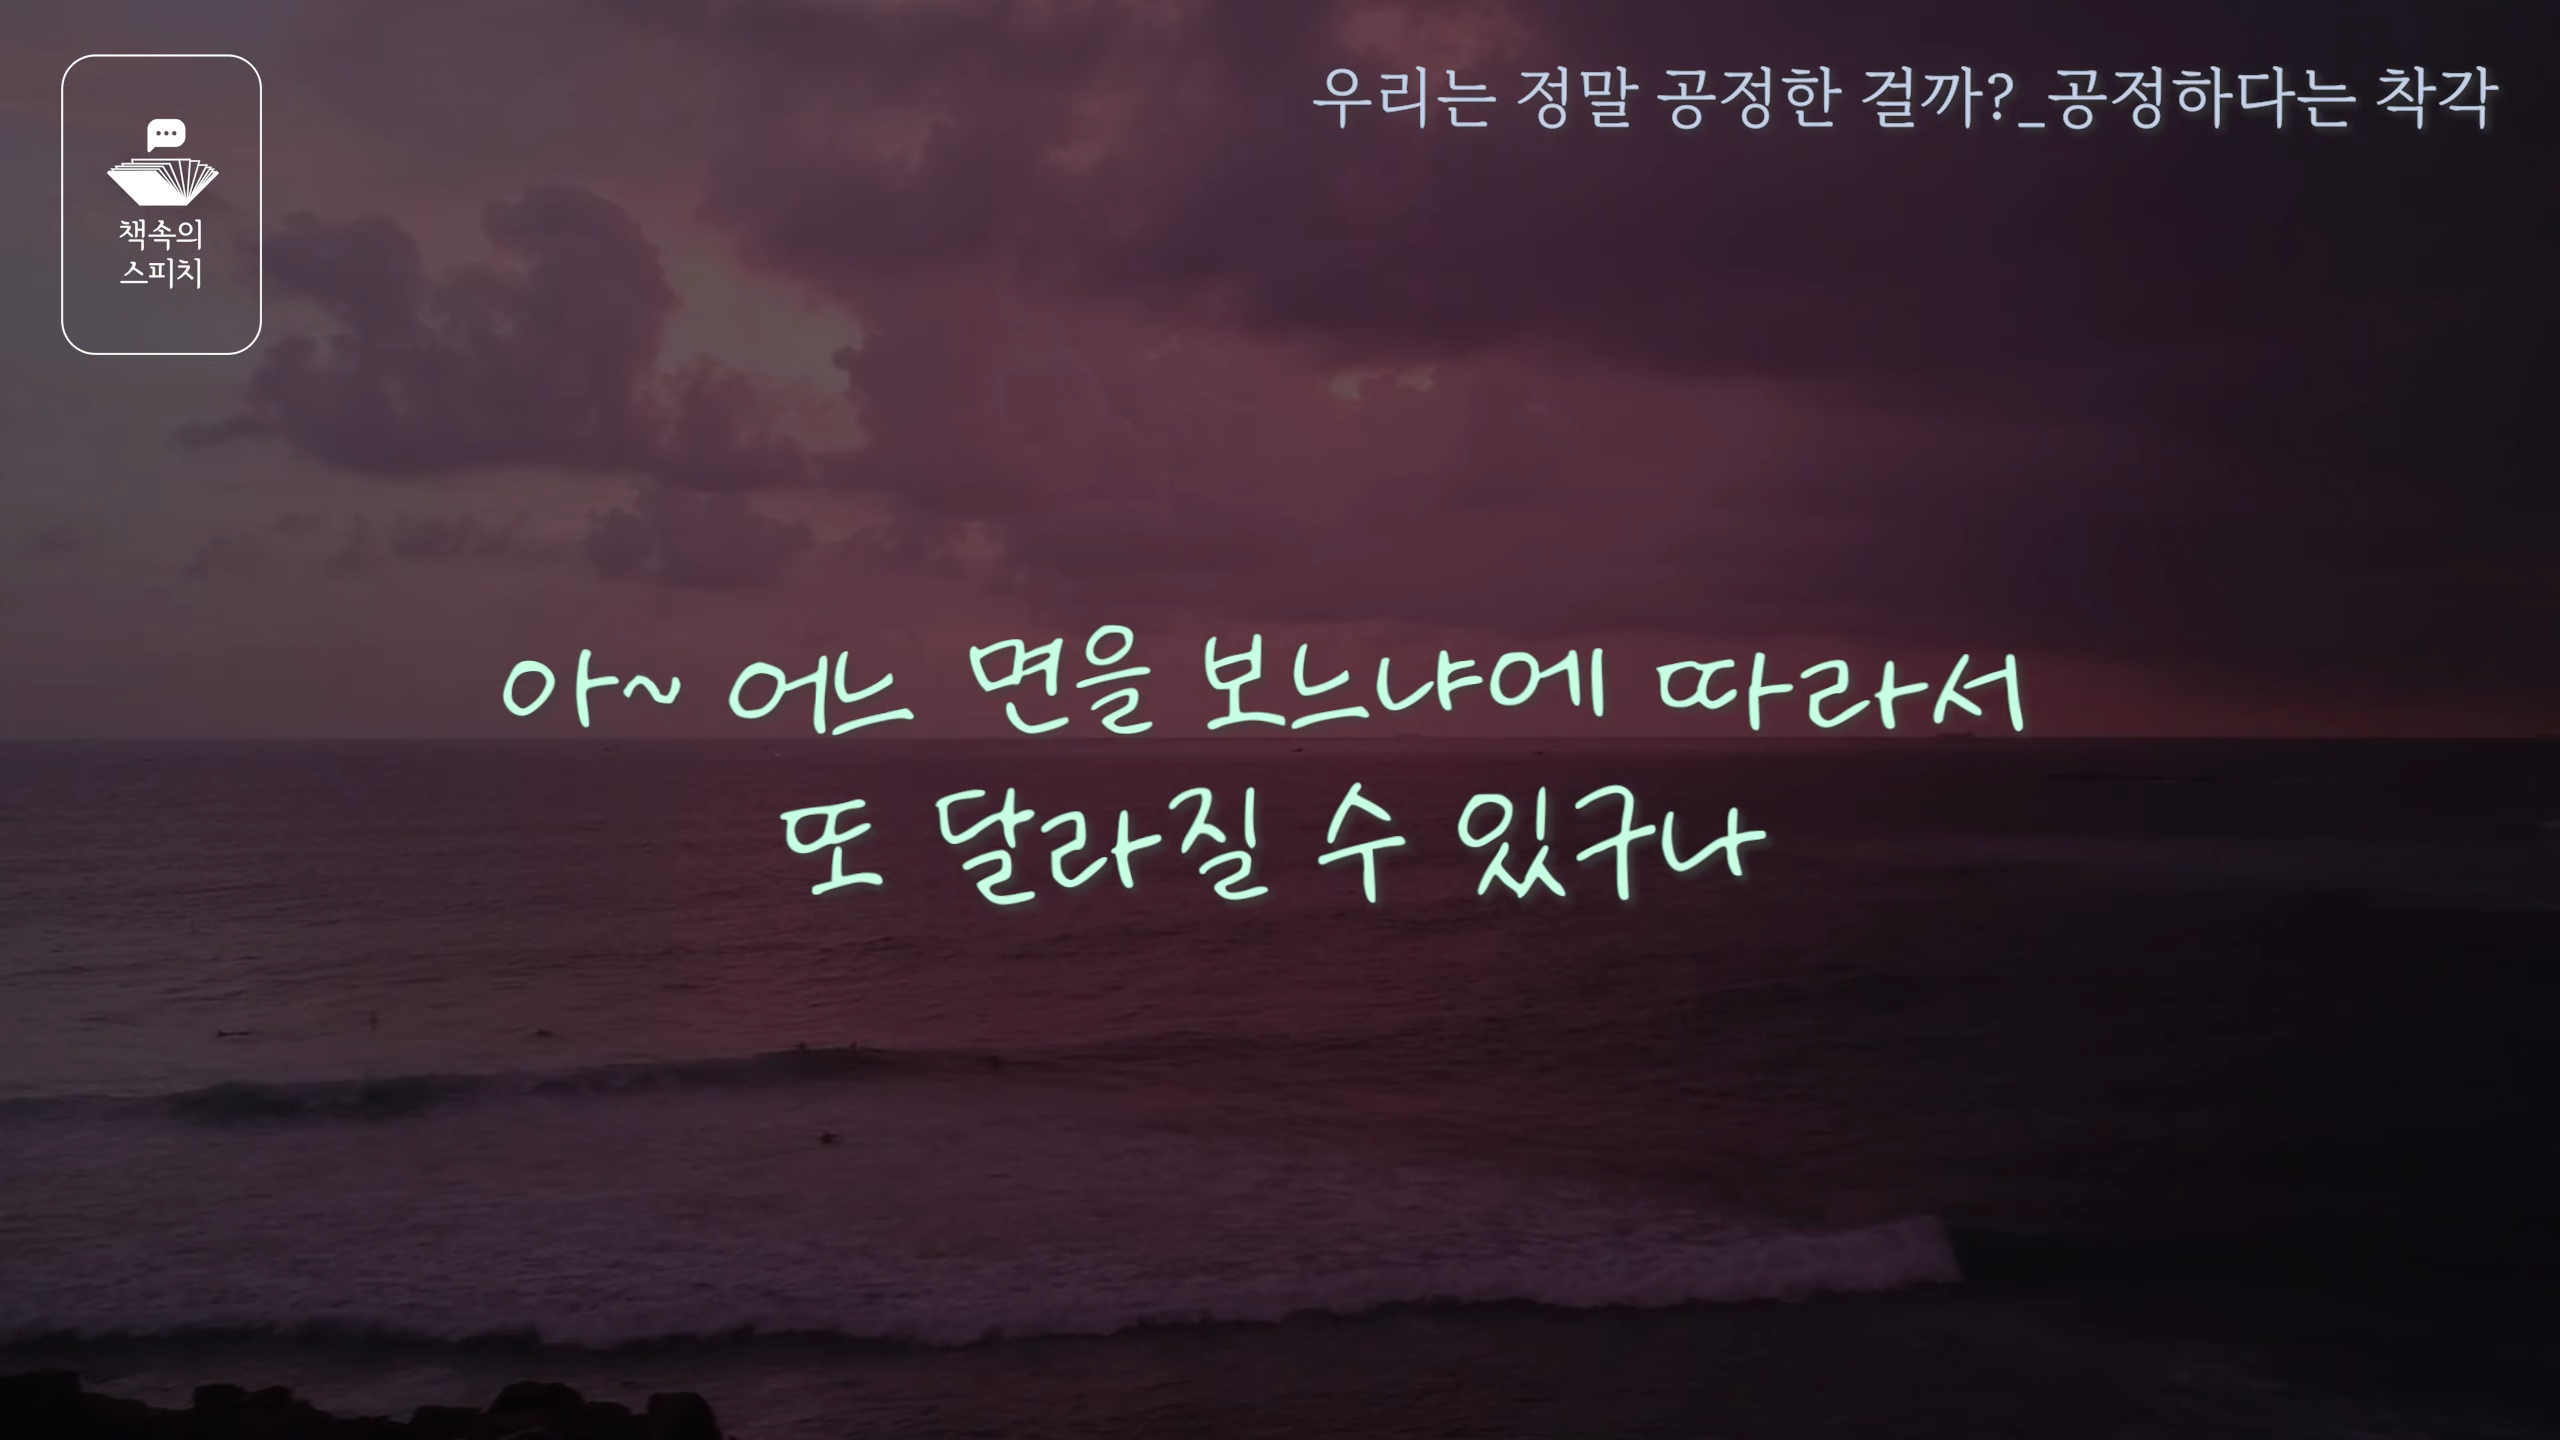 책속의
스피치
우리는 정말 공정한 걸까?_공정하다는 착각
아~ 어느 면을 보느냐에 따라서
또 달라질 수 있구나